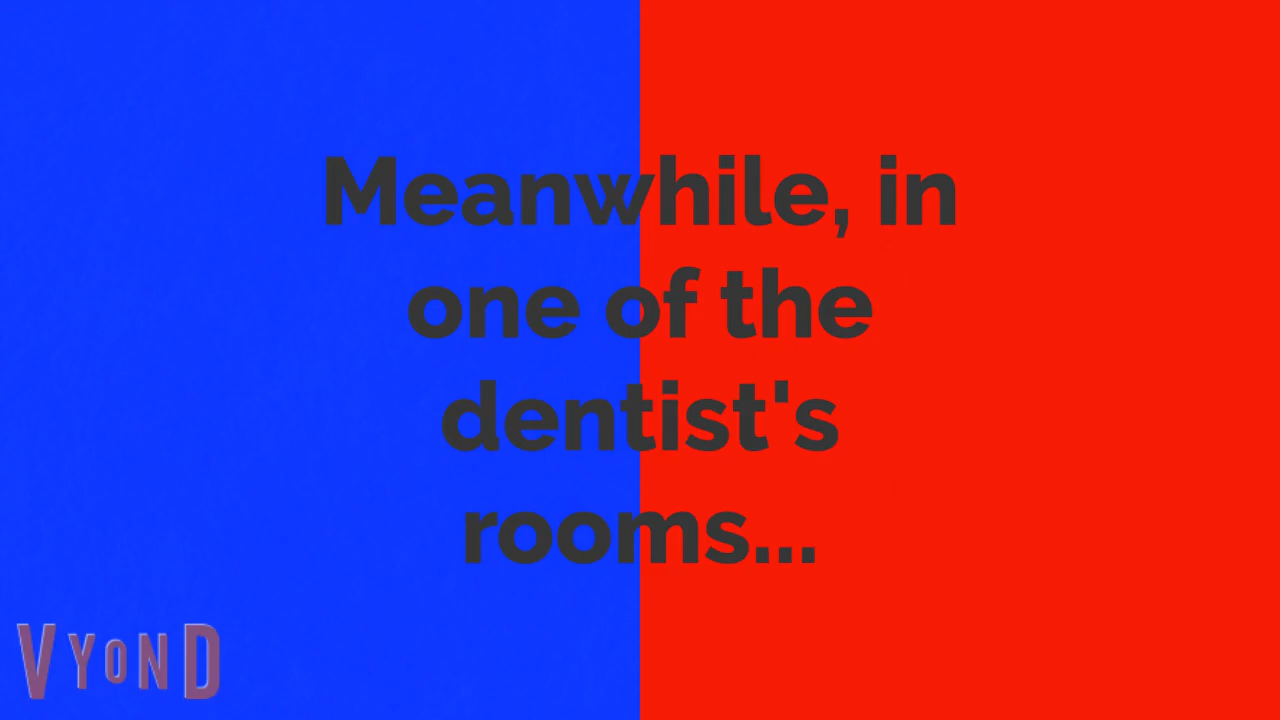 Meanwhile, in
one of the
dentist's
rooms...
VYOND